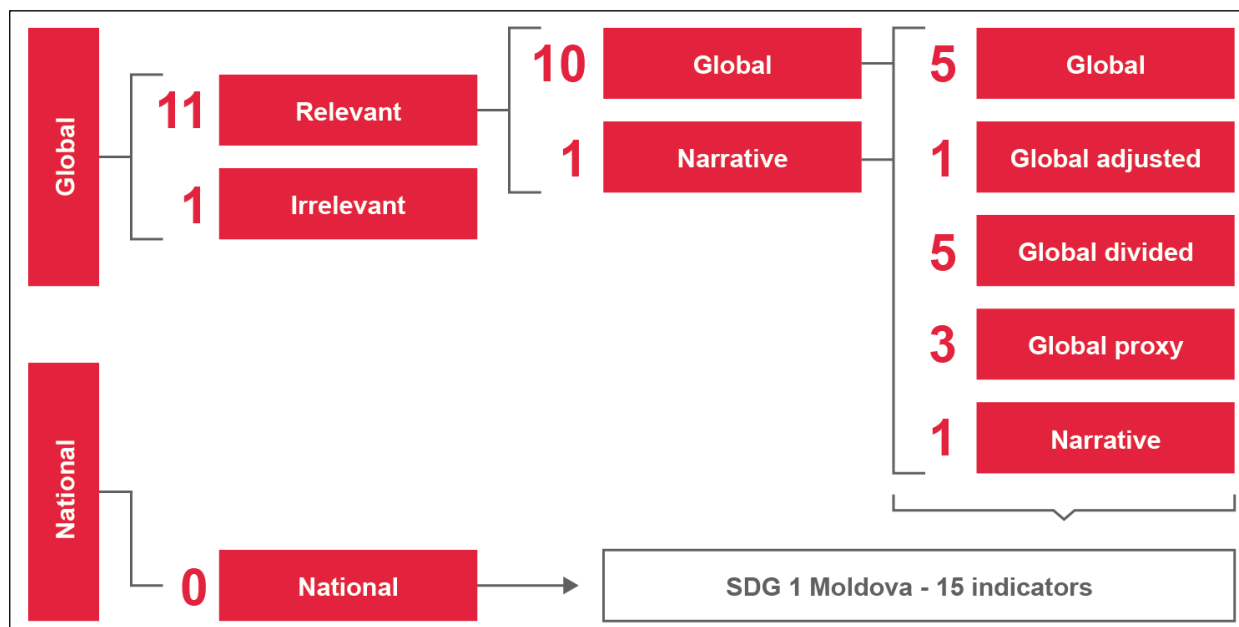 Global
11
Relevant
1
Irrelevant
10
Global
1
Narrative
5
Global
1
Global adjusted
5
Global divided
3
Global proxy
1
Narrative
National
0
National
SDG 1 Moldova - 15 indicators